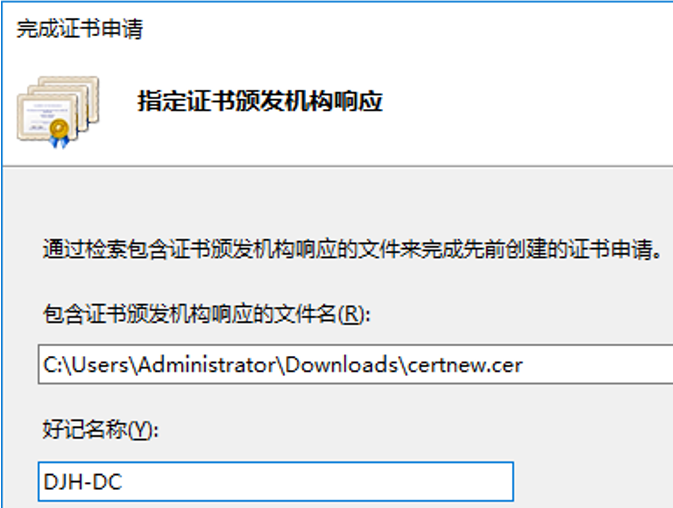 完成证书申请
指定证书颁发机构响应
通过检索包含证书颁发机构响应的文件来完成先前创建的证书申请。
包含证书颁发机构响应的文件名(R):
C:\Users\Administrator\Downloads\certnew.cer
好记名称(Y):
DJH-DC